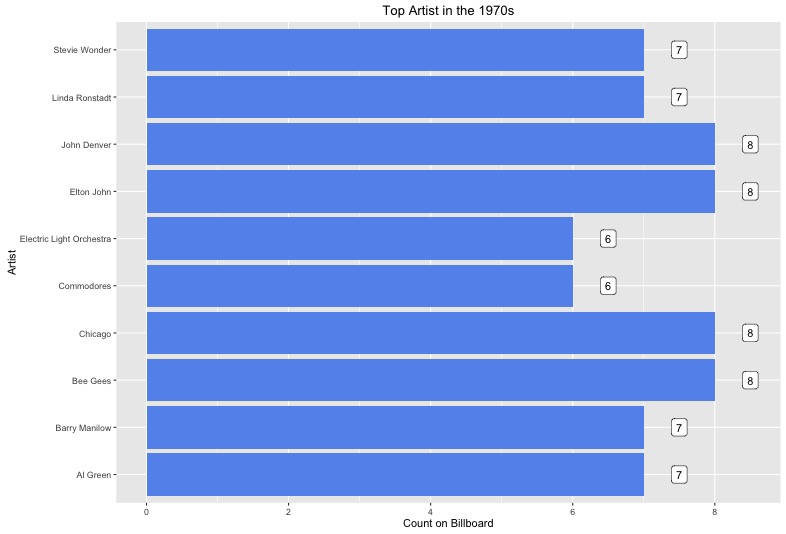 Top Artist in the 1970s
Artist
Stevie Wonder 7
Linda Ronstadt 7
John Denver 8
Elton John 8
Electric Light Orchestra 6
Commodores 6
Chicago 8
Bee Gees 8
Barry Manilow 7
Al Green 7
0 2 4 6 8
Count on Billboard